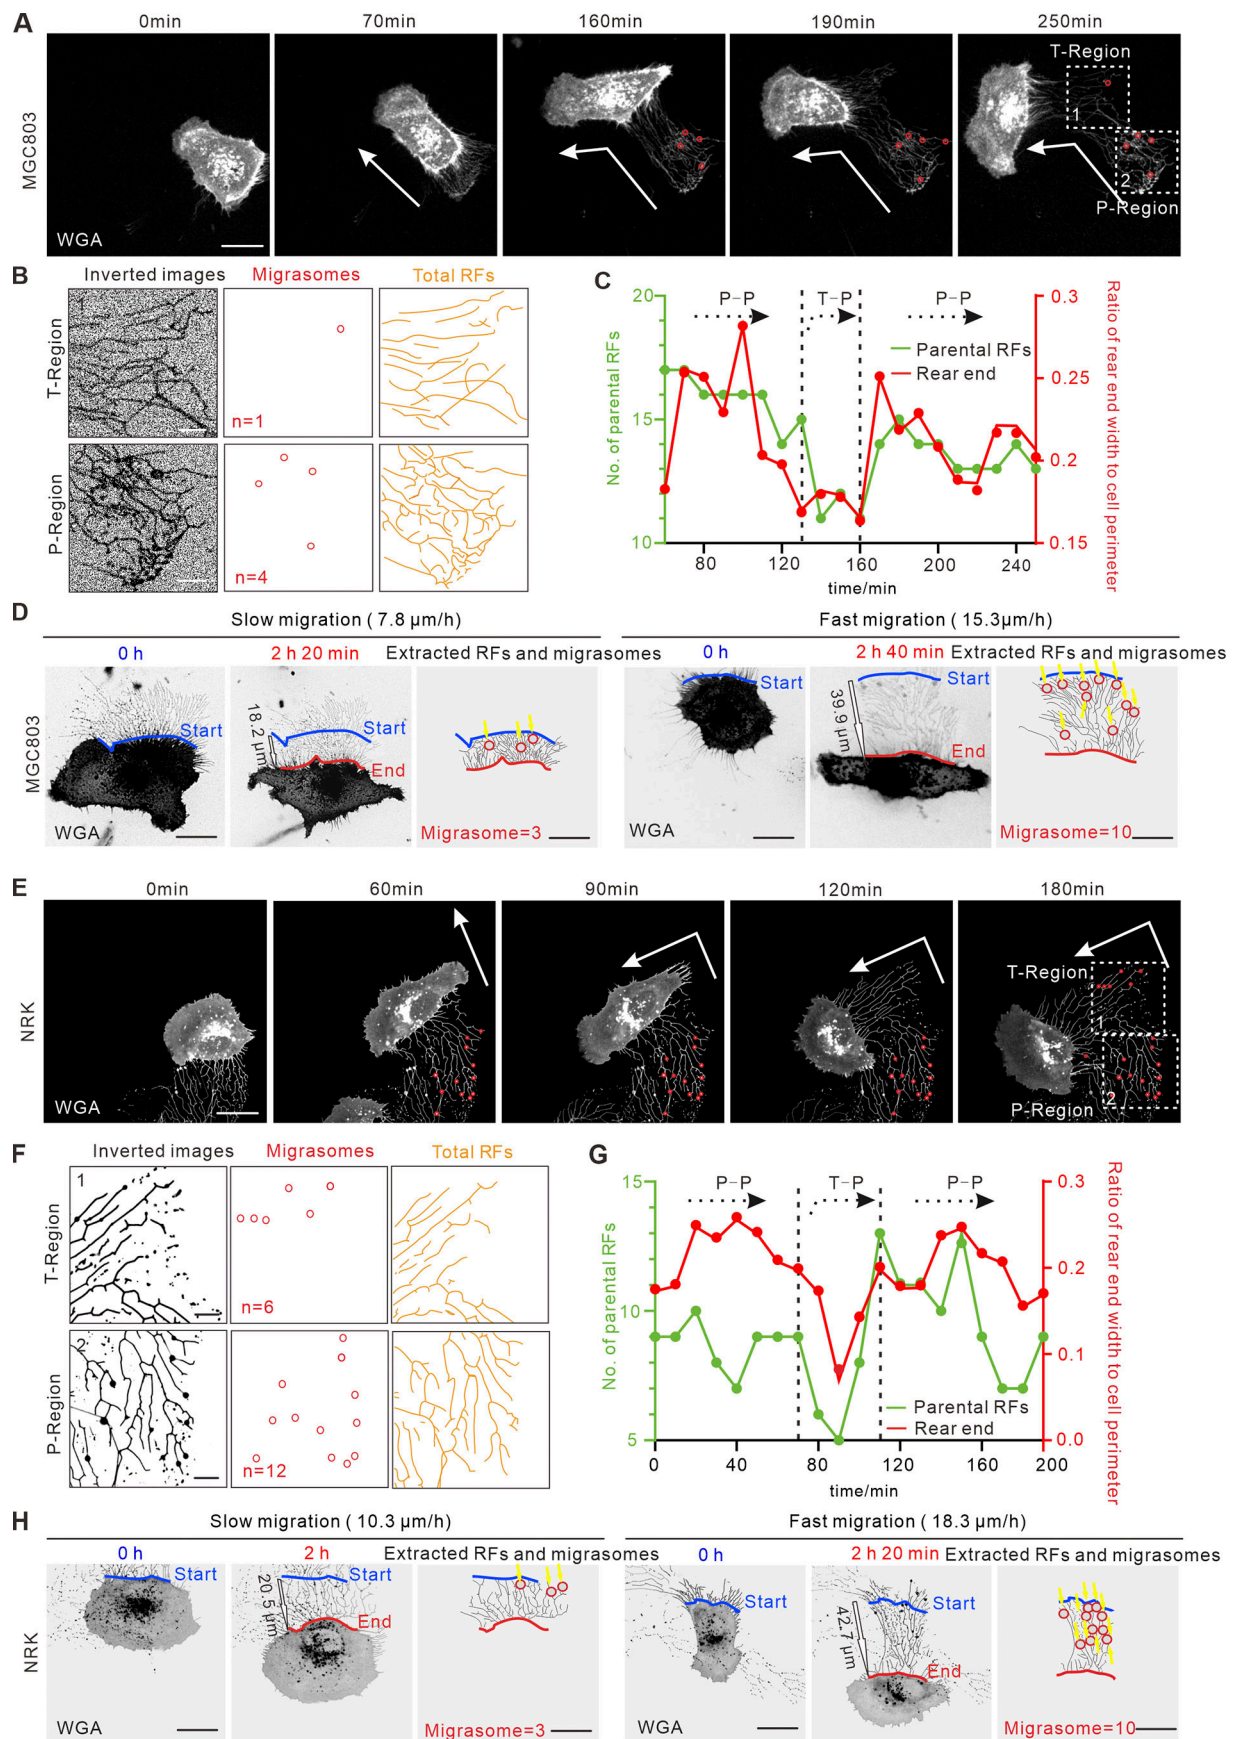 A
0min
70min
160min
190min
250min
MGC803
WGA
T-Region
1
2
P-Region
B
Inverted images
Migrasomes
Total RFs
T-Region
1
n=1
P-Region
n=4
C
No. of parental RFs
20
15
10
P-P
T-P
P-P
Parental RFs
Rear end
0.3
0.25
0.2
0.15
Ratio of rear end width to cell perimeter
80
120
160
200
240
time/min
D
Slow migration ( 7.8 µm/h)
Fast migration ( 15.3µm/h)
0 h
2 h 20 min
Extracted RFs and migrasomes
0 h
2 h 40 min
Extracted RFs and migrasomes
MGC803
Start
WGA
18.2 µm
Start
End
Migrasome=3
Start
WGA
39.9 µm
Start
End
Migrasome=10
E
0min
60min
90min
120min
180min
NRK
WGA
T-Region
1
P-Region
2
F
Inverted images
Migrasomes
Total RFs
T-Region
1
n=6
P-Region
2
n=12
G
No. of parental RFs
15
10
5
P-P
T-P
P-P
Parental RFs
Rear end
0.3
0.2
0.1
0.0
Ratio of rear end width to cell perimeter
0
40
80
120
160
200
time/min
H
Slow migration ( 10.3 µm/h)
Fast migration ( 18.3 µm/h)
0 h
2 h
Extracted RFs and migrasomes
0 h
2 h 20 min
Extracted RFs and migrasomes
NRK
Start
WGA
20.5 µm
Start
End
Migrasome=3
Start
WGA
42.7 µm
Start
End
Migrasome=10